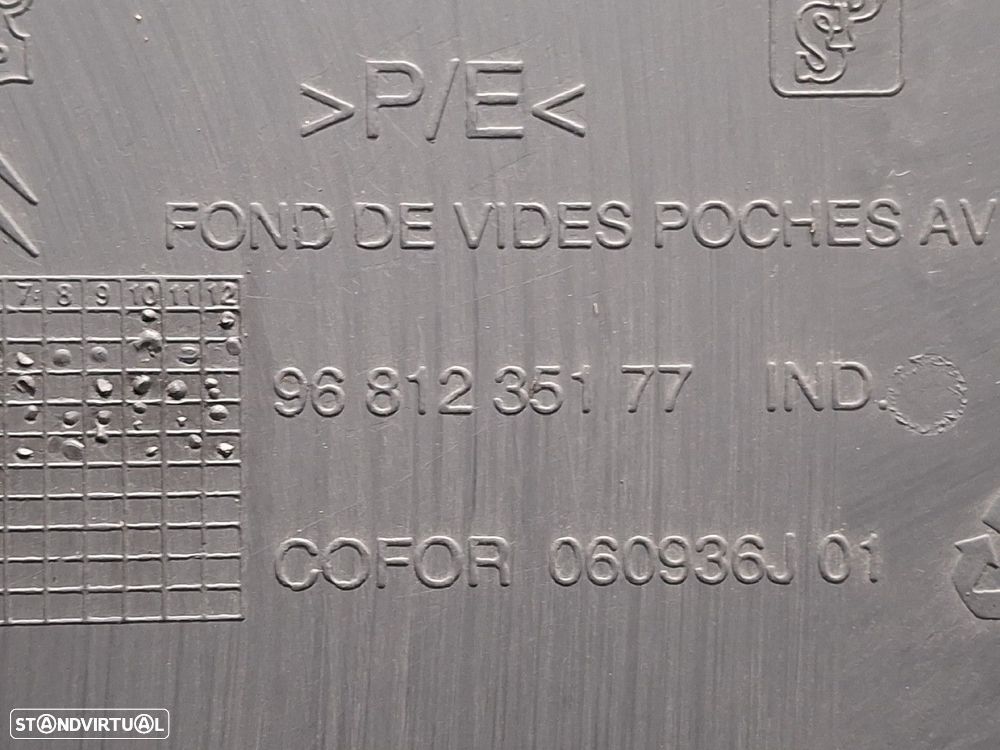 >P/E<
FOND DE VIDES POCHES AV
7 8 9 10 11 12
96 812 351 77 IND.
COFOR 060936J 01
STANDVIRTUAL